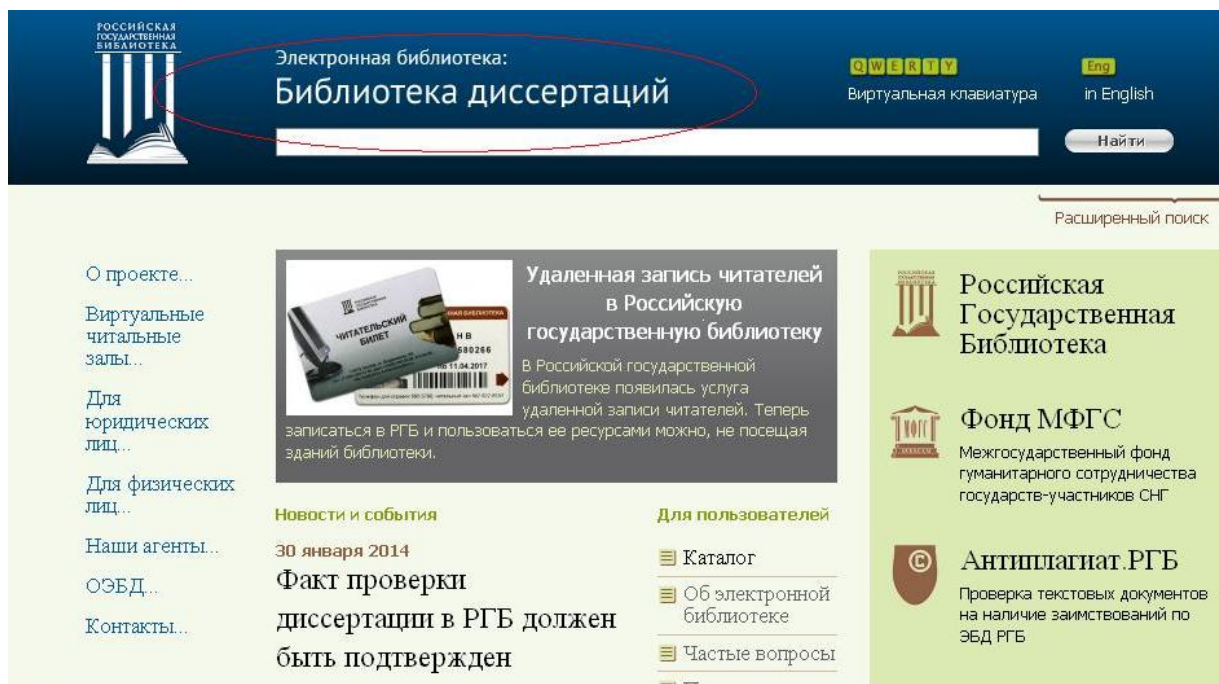 РОССИЙСКАЯ
ГОСУДАРСТВЕННАЯ
БИБЛИОТЕКА
Электронная библиотека:
Библиотека диссертаций
QWERTY
Виртуальная клавиатура
Eng
in English
Найти
Расширенный поиск
О проекте...
Виртуальные
читальные
залы...
Для
юридических
лиц...
Для физических
лиц...
Наши агенты...
ОЭБД...
Контакты...
ЧИТАТЕЛЬСКИЙ
БИЛЕТ
580266
11.04.2017
Удаленная запись читателей
в Российскую
государственную библиотеку
В Российской государственной
библиотеке появилась услуга
удаленной записи читателей. Теперь
записаться в РГБ и пользоваться ее ресурсами можно, не посещая
зданий библиотеки.
Новости и события
30 января 2014
Факт проверки
диссертации в РГБ должен
быть подтвержден
Для пользователей
Каталог
Об электронной
библиотеке
Частые вопросы
Российская
Государственная
Библиотека
МФГС
Фонд МФГС
Межгосударственный фонд
гуманитарного сотрудничества
государств-участников СНГ
©
Антиплагиат.РГБ
Проверка текстовых документов
на наличие заимствований по
ЭБД РГБ